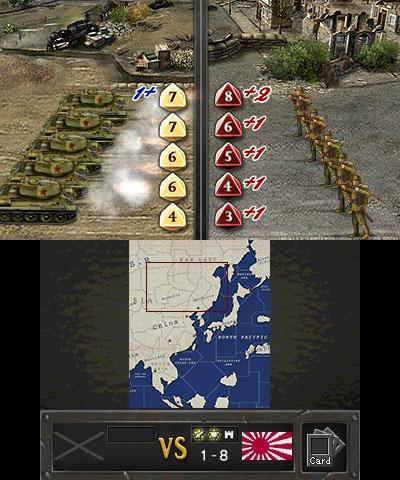 1+ 7 8 +2
7 6 +1
6 5 +1
6 4 +1
4 3 +1
FAR EAST
China
NORTH PACIFIC
VS
1-8
Card